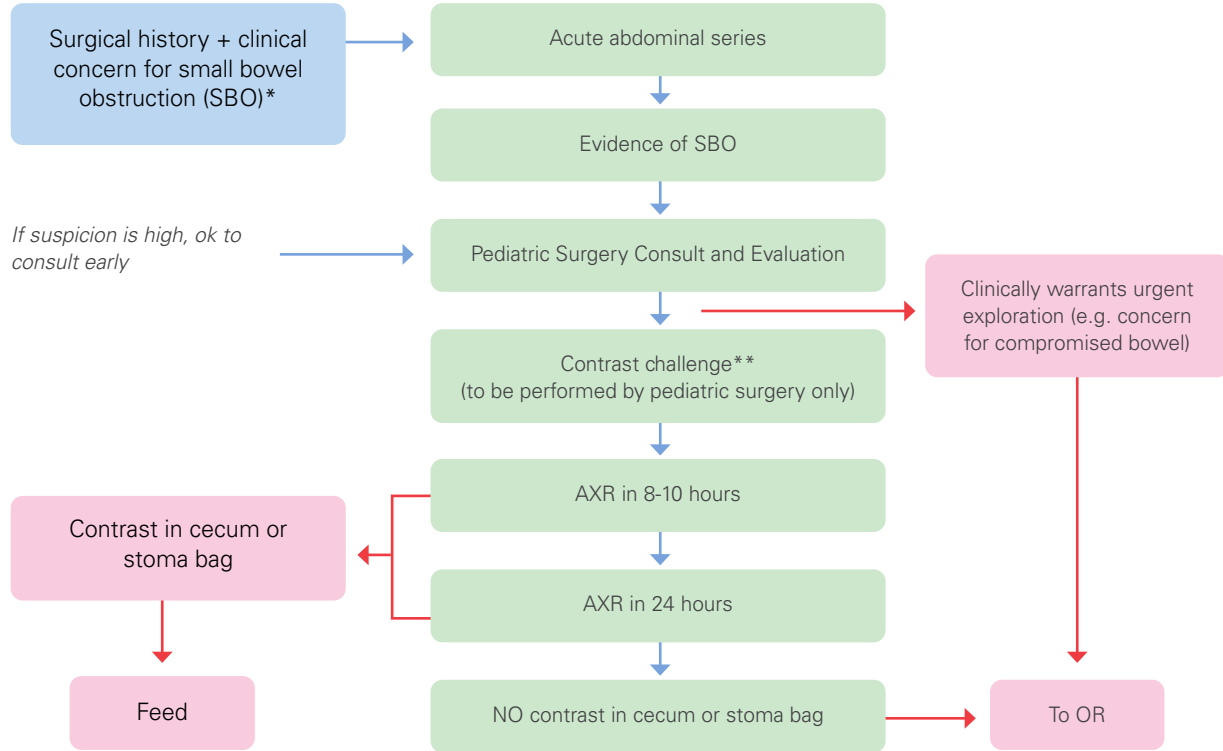 Surgical history + clinical
concern for small bowel
obstruction (SBO)*
Acute abdominal series
Evidence of SBO
If suspicion is high, ok to
consult early
Pediatric Surgery Consult and Evaluation
Clinically warrants urgent
exploration (e.g. concern
for compromised bowel)
Contrast challenge**
(to be performed by pediatric surgery only)
AXR in 8-10 hours
Contrast in cecum or
stoma bag
AXR in 24 hours
Feed
NO contrast in cecum or stoma bag
To OR